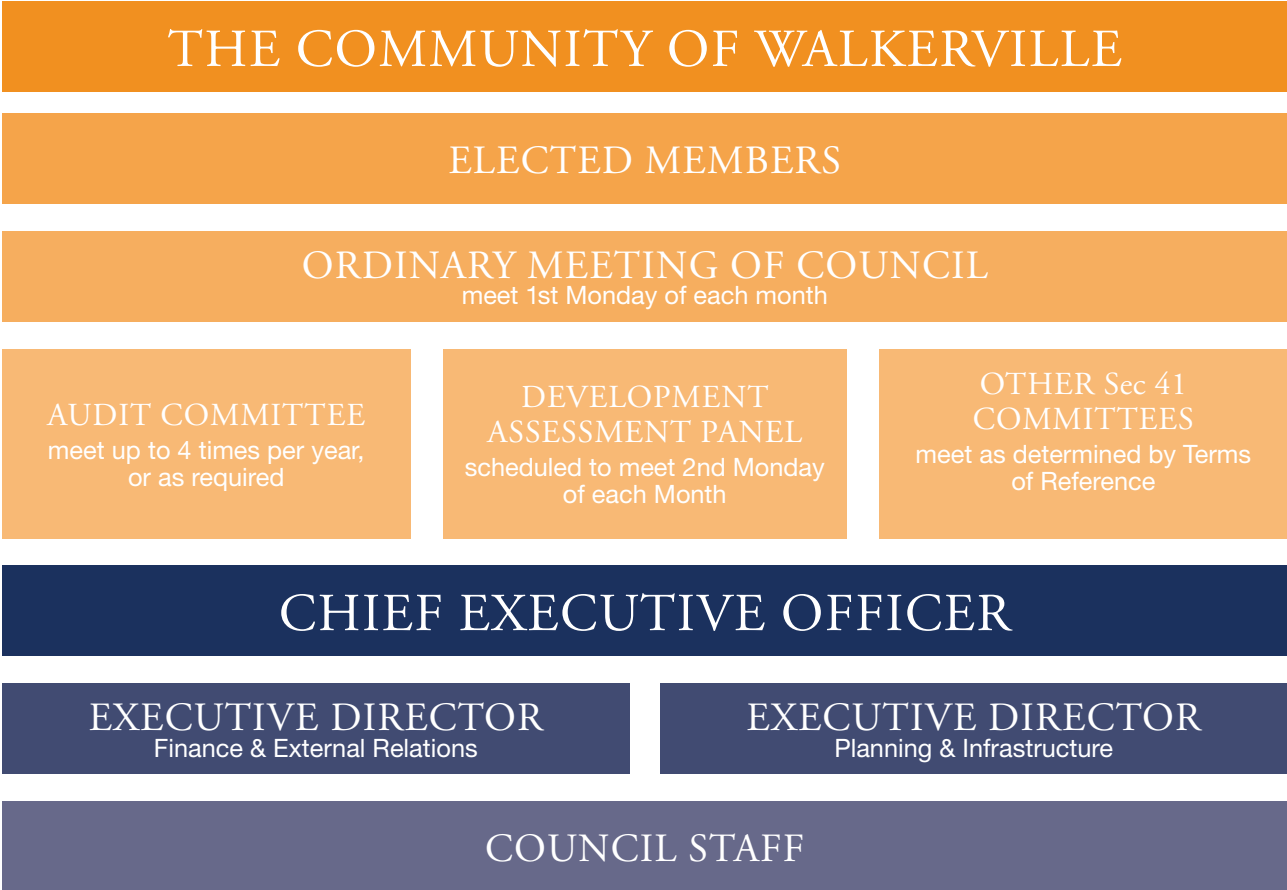 THE COMMUNITY OF WALKERVILLE
ELECTED MEMBERS
ORDINARY MEETING OF COUNCIL
meet 1st Monday of each month
AUDIT COMMITTEE
meet up to 4 times per year,
or as required
DEVELOPMENT
ASSESSMENT PANEL
scheduled to meet 2nd Monday
of each Month
OTHER Sec 41
COMMITTEES
meet as determined by Terms
of Reference
CHIEF EXECUTIVE OFFICER
EXECUTIVE DIRECTOR
Finance & External Relations
EXECUTIVE DIRECTOR
Planning & Infrastructure
COUNCIL STAFF